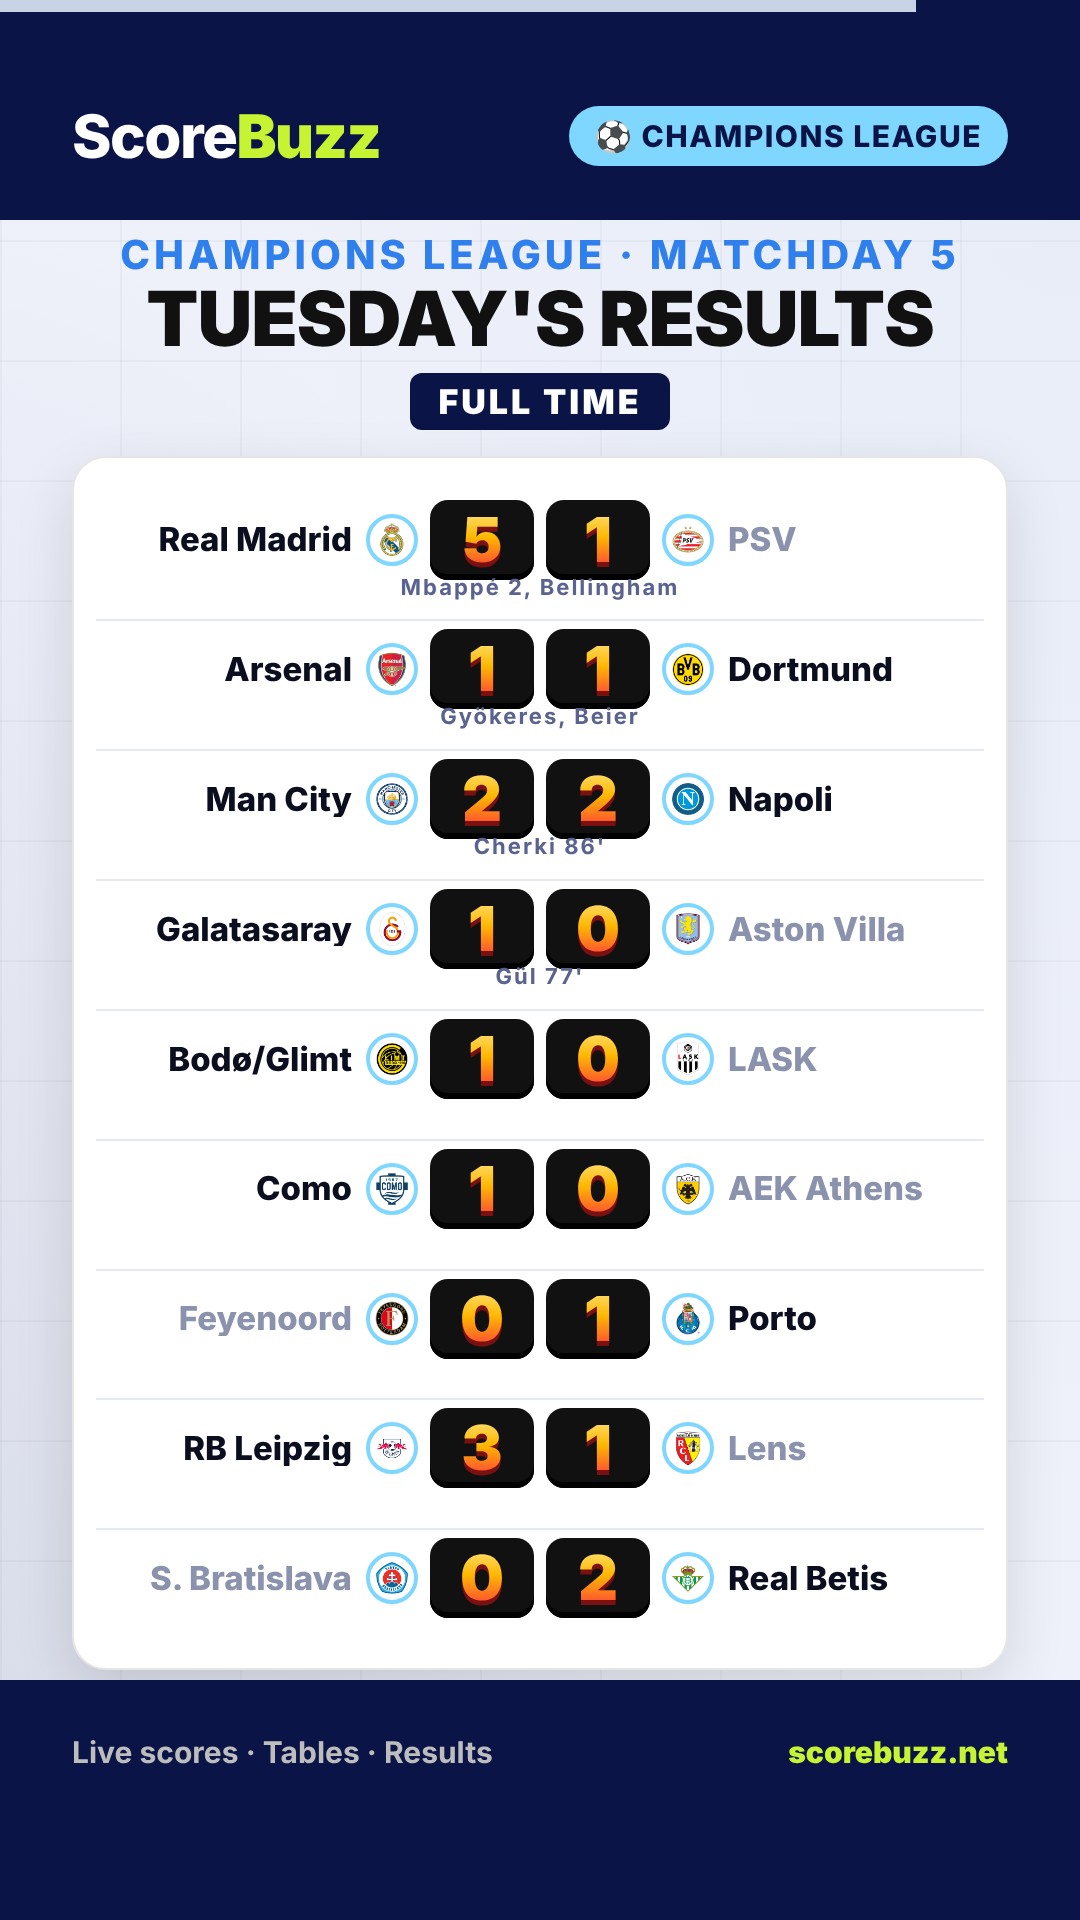 ScoreBuzz
⚽ CHAMPIONS LEAGUE
CHAMPIONS LEAGUE · MATCHDAY 5
TUESDAY'S RESULTS
FULL TIME
Real Madrid 5 1 PSV
Mbappé 2, Bellingham
Arsenal 1 1 Dortmund
Gyökeres, Beier
Man City 2 2 Napoli
Cherki 86'
Galatasaray 1 0 Aston Villa
Gül 77'
Bodø/Glimt 1 0 LASK
Como 1 0 AEK Athens
Feyenoord 0 1 Porto
RB Leipzig 3 1 Lens
S. Bratislava 0 2 Real Betis
Live scores · Tables · Results
scorebuzz.net